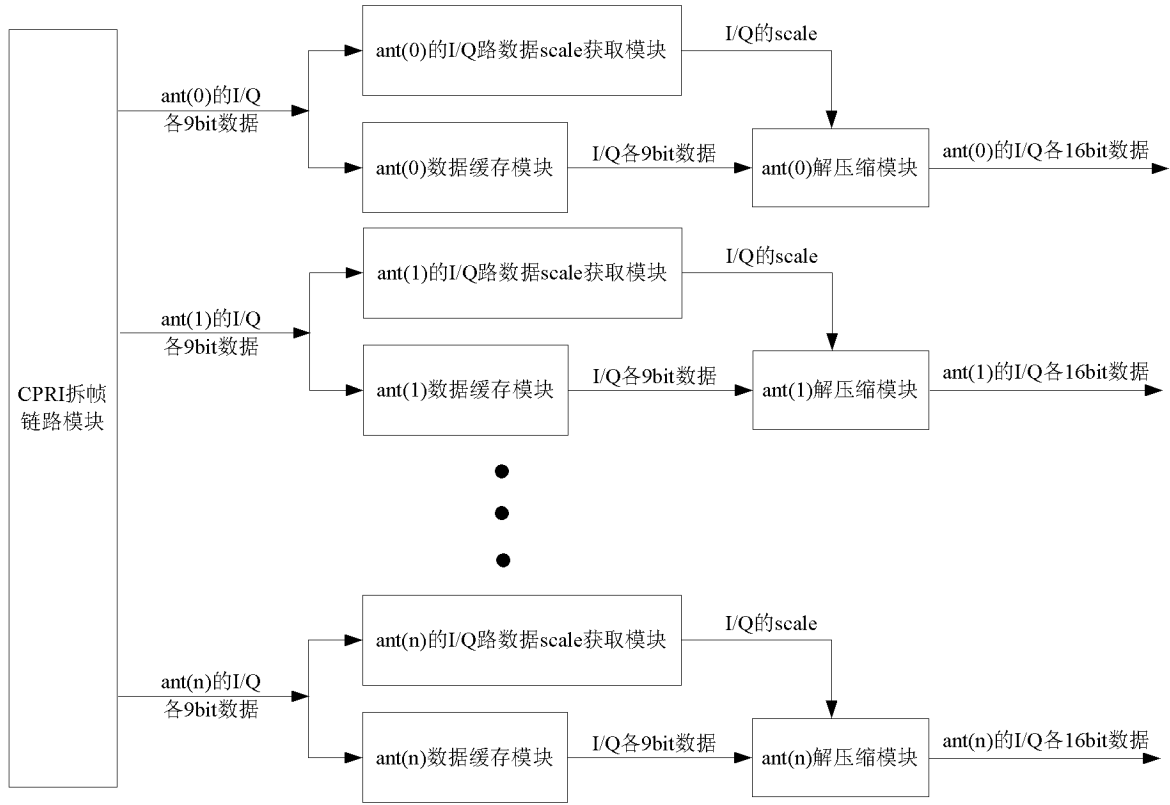 CPRI拆帧
链路模块
ant(0)的I/Q
各9bit数据
ant(0)的I/Q路数据scale获取模块
I/Q的scale
ant(0)数据缓存模块
I/Q各9bit数据
ant(0)解压缩模块
ant(0)的I/Q各16bit数据
ant(1)的I/Q
各9bit数据
ant(1)的I/Q路数据scale获取模块
I/Q的scale
ant(1)数据缓存模块
I/Q各9bit数据
ant(1)解压缩模块
ant(1)的I/Q各16bit数据
ant(n)的I/Q
各9bit数据
ant(n)的I/Q路数据scale获取模块
I/Q的scale
ant(n)数据缓存模块
I/Q各9bit数据
ant(n)解压缩模块
ant(n)的I/Q各16bit数据